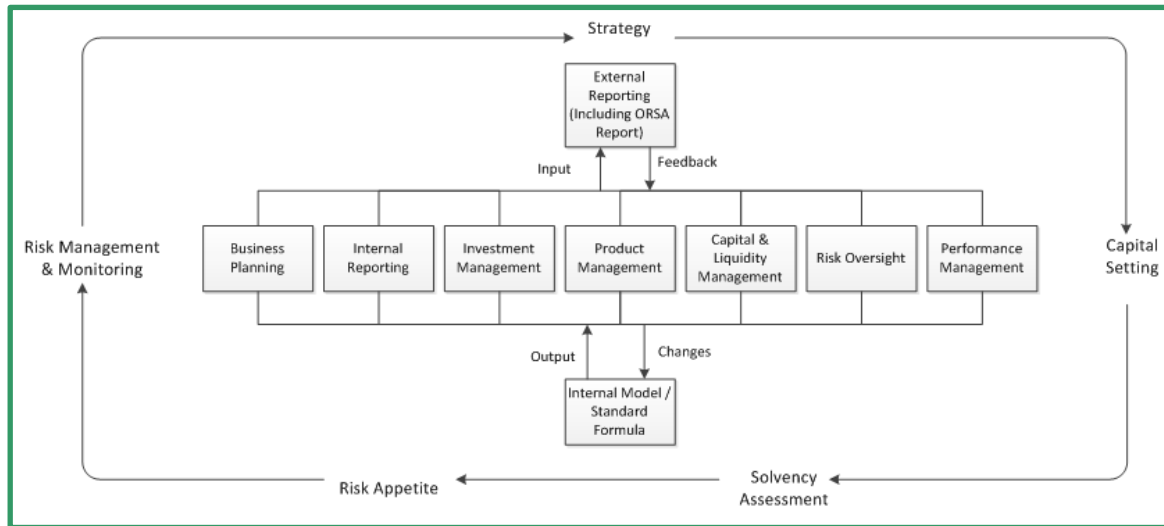 Strategy
External
Reporting
(Including ORSA
Report)
Input
Feedback
Risk Management
& Monitoring
Business
Planning
Internal
Reporting
Investment
Management
Product
Management
Capital &
Liquidity
Management
Risk Oversight
Performance
Management
Capital
Setting
Output
Changes
Internal Model /
Standard
Formula
Risk Appetite
Solvency
Assessment